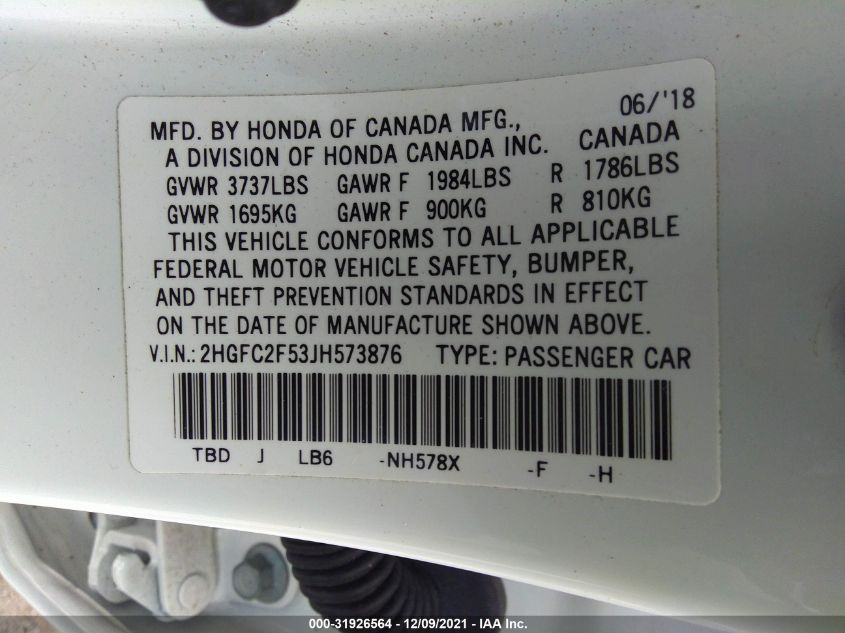 06/'18
MFD. BY HONDA OF CANADA MFG.,
A DIVISION OF HONDA CANADA INC. CANADA
GVWR 3737LBS GAWR F 1984LBS R 1786LBS
GVWR 1695KG GAWR F 900KG R 810KG
THIS VEHICLE CONFORMS TO ALL APPLICABLE
FEDERAL MOTOR VEHICLE SAFETY, BUMPER,
AND THEFT PREVENTION STANDARDS IN EFFECT
ON THE DATE OF MANUFACTURE SHOWN ABOVE.
V.I.N.: 2HGFC2F53JH573876 TYPE: PASSENGER CAR
TBD J LB6 -NH578X -F -H
000-31926564 - 12/09/2021 - IAA Inc.